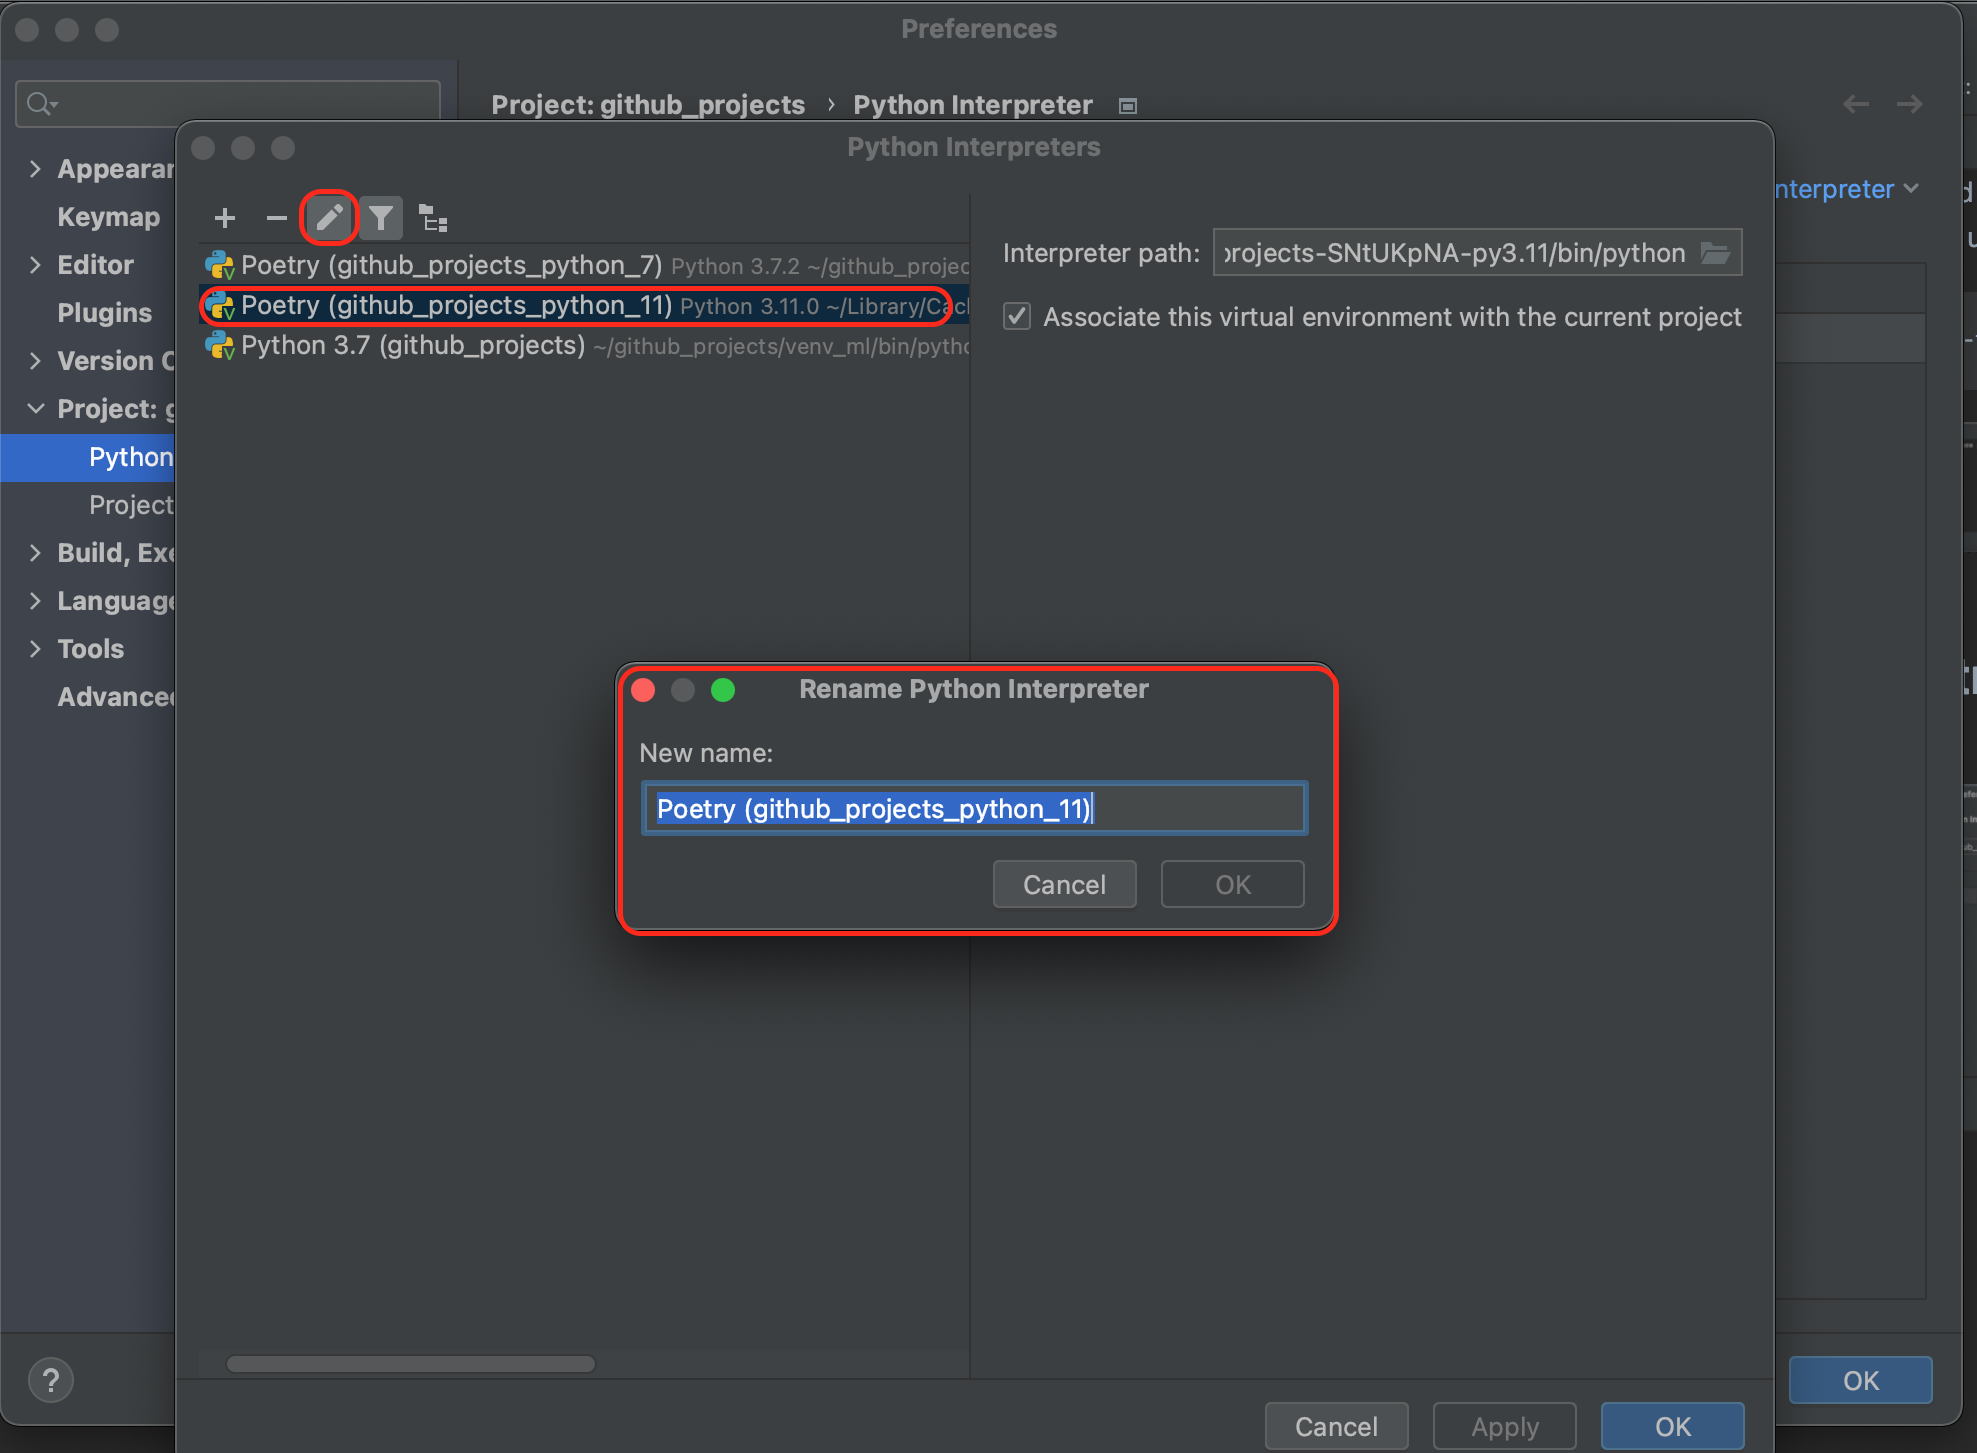 Preferences
Project: github_projects › Python Interpreter
Python Interpreters
Appearar
Keymap
Editor
Plugins
Version C
Project: g
Python
Project
Build, Exe
Language
Tools
Advanced
nterpreter
Poetry (github_projects_python_7) Python 3.7.2 ~/github_projec
Poetry (github_projects_python_11) Python 3.11.0 ~/Library/Cacl
Python 3.7 (github_projects) ~/github_projects/venv_ml/bin/pytho
Interpreter path: projects-SNtUKpNA-py3.11/bin/python
Associate this virtual environment with the current project
Rename Python Interpreter
New name:
Poetry (github_projects_python_11)
Cancel OK
?
OK
Cancel Apply OK